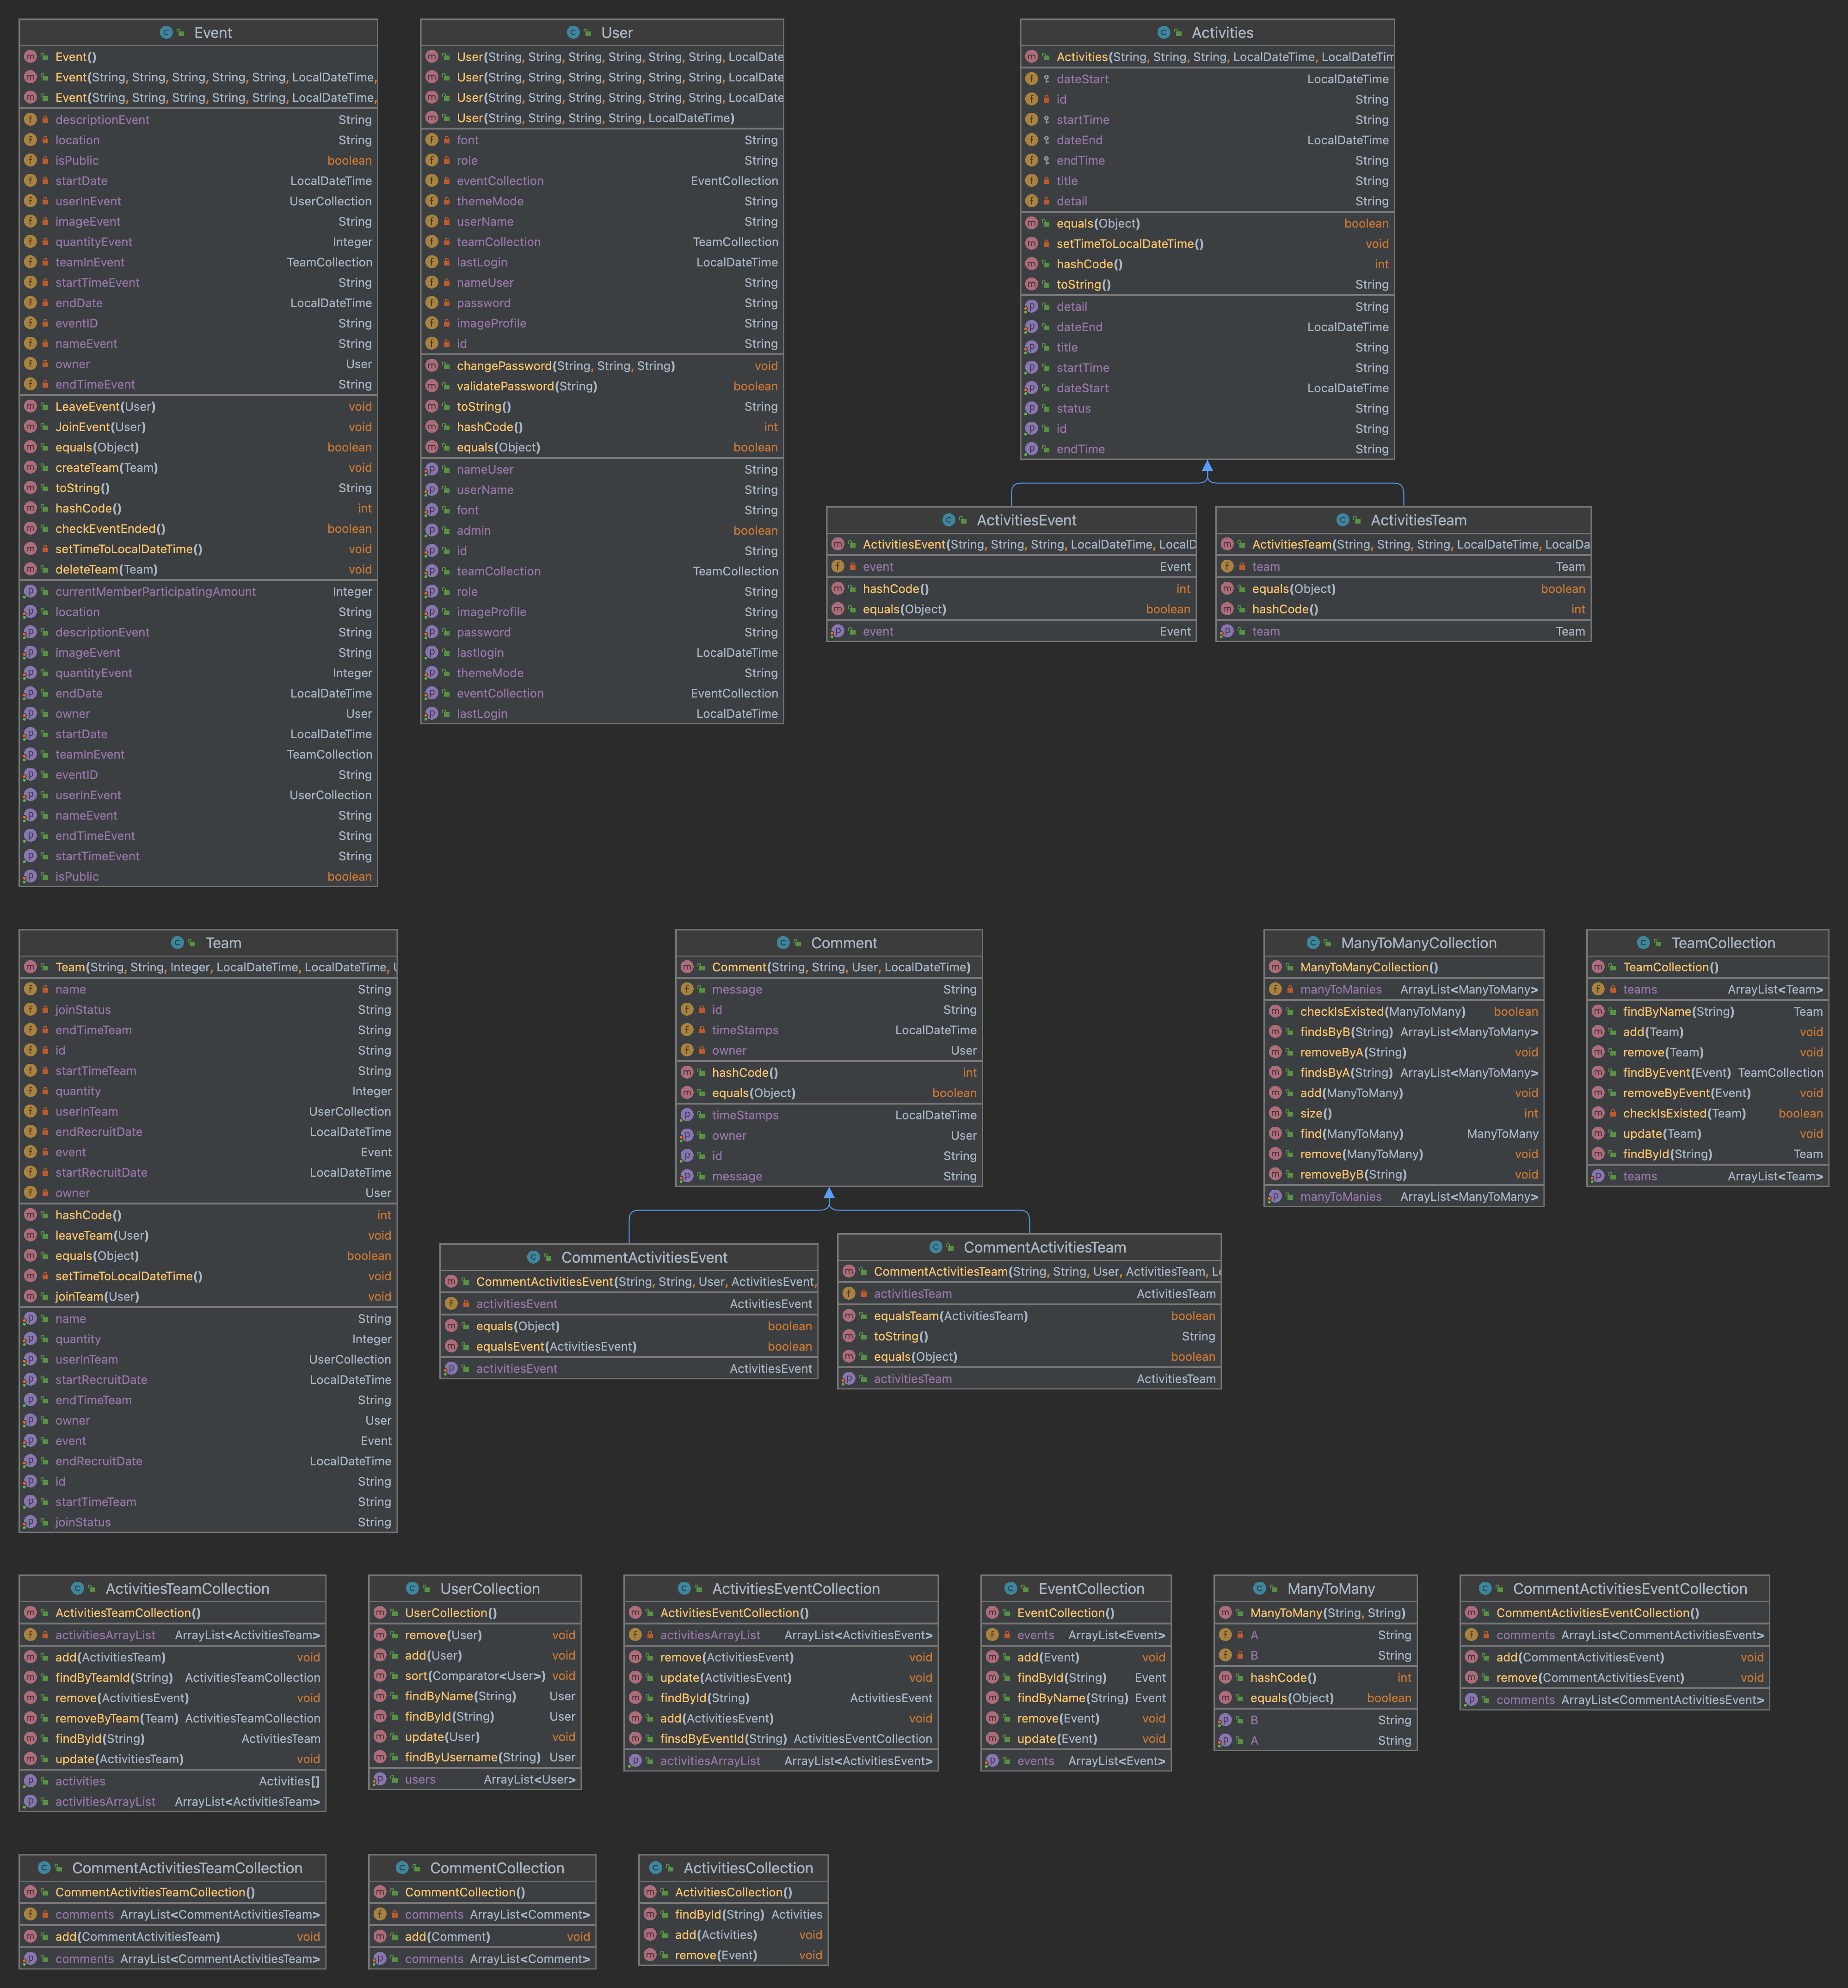 Event
Event()
Event(String, String, String, String, String, LocalDateTime,
Event(String, String, String, String, String, LocalDateTime,
descriptionEvent String
location String
isPublic boolean
startDate LocalDateTime
userInEvent UserCollection
imageEvent String
quantityEvent Integer
teamInEvent TeamCollection
startTimeEvent String
endDate LocalDateTime
eventID String
nameEvent String
owner User
endTimeEvent String
LeaveEvent(User) void
JoinEvent(User) void
equals(Object) boolean
createTeam(Team) void
toString() String
hashCode() int
checkEventEnded() boolean
setTimeToLocalDateTime() void
deleteTeam(Team) void
currentMemberParticipatingAmount Integer
location String
descriptionEvent String
imageEvent String
quantityEvent Integer
endDate LocalDateTime
owner User
startDate LocalDateTime
teamInEvent TeamCollection
eventID String
userInEvent UserCollection
nameEvent String
endTimeEvent String
startTimeEvent String
isPublic boolean
User
User(String, String, String, String, String, String, LocalDate
User(String, String, String, String, String, String, LocalDate
User(String, String, String, String, String, String, LocalDate
User(String, String, String, String, LocalDateTime)
font String
role String
eventCollection EventCollection
themeMode String
userName String
teamCollection TeamCollection
lastLogin LocalDateTime
nameUser String
password String
imageProfile String
id String
changePassword(String, String, String) void
validatePassword(String) boolean
toString() String
hashCode() int
equals(Object) boolean
nameUser String
userName String
font String
admin boolean
id String
teamCollection TeamCollection
role String
imageProfile String
password String
lastlogin LocalDateTime
themeMode String
eventCollection EventCollection
lastLogin LocalDateTime
Activities
Activities(String, String, String, LocalDateTime, LocalDateTim
dateStart LocalDateTime
id String
startTime String
dateEnd LocalDateTime
endTime String
title String
detail String
equals(Object) boolean
setTimeToLocalDateTime() void
hashCode() int
toString() String
detail String
dateEnd LocalDateTime
title String
startTime String
dateStart LocalDateTime
status String
id String
endTime String
ActivitiesEvent
ActivitiesEvent(String, String, String, LocalDateTime, LocalD
event Event
hashCode() int
equals(Object) boolean
event Event
ActivitiesTeam
ActivitiesTeam(String, String, String, LocalDateTime, LocalDa
team Team
equals(Object) boolean
hashCode() int
team Team
Team
Team(String, String, Integer, LocalDateTime, LocalDateTime, U
name String
joinStatus String
endTimeTeam String
id String
startTimeTeam String
quantity Integer
userInTeam UserCollection
endRecruitDate LocalDateTime
event Event
startRecruitDate LocalDateTime
owner User
hashCode() int
leaveTeam(User) void
equals(Object) boolean
setTimeToLocalDateTime() void
joinTeam(User) void
name String
quantity Integer
userInTeam UserCollection
startRecruitDate LocalDateTime
endTimeTeam String
owner User
event Event
endRecruitDate LocalDateTime
id String
startTimeTeam String
joinStatus String
Comment
Comment(String, String, User, LocalDateTime)
message String
id String
timeStamps LocalDateTime
owner User
hashCode() int
equals(Object) boolean
timeStamps LocalDateTime
owner User
id String
message String
CommentActivitiesEvent
CommentActivitiesEvent(String, String, User, ActivitiesEvent,
activitiesEvent ActivitiesEvent
equals(Object) boolean
equalsEvent(ActivitiesEvent) boolean
activitiesEvent ActivitiesEvent
CommentActivitiesTeam
CommentActivitiesTeam(String, String, User, ActivitiesTeam, Lo
activitiesTeam ActivitiesTeam
equalsTeam(ActivitiesTeam) boolean
toString() String
equals(Object) boolean
activitiesTeam ActivitiesTeam
ManyToManyCollection
ManyToManyCollection()
manyToManies ArrayList<ManyToMany>
checkIsExisted(ManyToMany) boolean
findsByB(String) ArrayList<ManyToMany>
removeByA(String) void
findsByA(String) ArrayList<ManyToMany>
add(ManyToMany) void
size() int
find(ManyToMany) ManyToMany
remove(ManyToMany) void
removeByB(String) void
manyToManies ArrayList<ManyToMany>
TeamCollection
TeamCollection()
teams ArrayList<Team>
findByName(String) Team
add(Team) void
remove(Team) void
findByEvent(Event) TeamCollection
removeByEvent(Event) void
checkIsExisted(Team) boolean
update(Team) void
findById(String) Team
teams ArrayList<Team>
ActivitiesTeamCollection
ActivitiesTeamCollection()
activitiesArrayList ArrayList<ActivitiesTeam>
add(ActivitiesTeam) void
findByTeamId(String) ActivitiesTeamCollection
remove(ActivitiesEvent) void
removeByTeam(Team) ActivitiesTeamCollection
findById(String) ActivitiesTeam
update(ActivitiesTeam) void
activities Activities[]
activitiesArrayList ArrayList<ActivitiesTeam>
UserCollection
UserCollection()
remove(User) void
add(User) void
sort(Comparator<User>) void
findByName(String) User
findById(String) User
update(User) void
findByUsername(String) User
users ArrayList<User>
ActivitiesEventCollection
ActivitiesEventCollection()
activitiesArrayList ArrayList<ActivitiesEvent>
remove(ActivitiesEvent) void
update(ActivitiesEvent) void
findById(String) ActivitiesEvent
add(ActivitiesEvent) void
finsdByEventId(String) ActivitiesEventCollection
activitiesArrayList ArrayList<ActivitiesEvent>
EventCollection
EventCollection()
events ArrayList<Event>
add(Event) void
findById(String) Event
findByName(String) Event
remove(Event) void
update(Event) void
events ArrayList<Event>
ManyToMany
ManyToMany(String, String)
A String
B String
hashCode() int
equals(Object) boolean
B String
A String
CommentActivitiesEventCollection
CommentActivitiesEventCollection()
comments ArrayList<CommentActivitiesEvent>
add(CommentActivitiesEvent) void
remove(CommentActivitiesEvent) void
comments ArrayList<CommentActivitiesEvent>
CommentActivitiesTeamCollection
CommentActivitiesTeamCollection()
comments ArrayList<CommentActivitiesTeam>
add(CommentActivitiesTeam) void
comments ArrayList<CommentActivitiesTeam>
CommentCollection
CommentCollection()
comments ArrayList<Comment>
add(Comment) void
comments ArrayList<Comment>
ActivitiesCollection
ActivitiesCollection()
findById(String) Activities
add(Activities) void
remove(Event) void